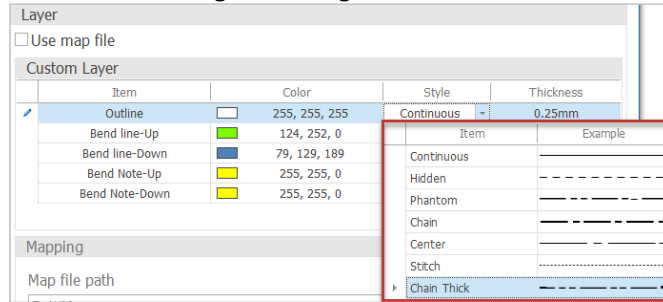 Layer
Use map file
Custom Layer
Item Color Style Thickness
Outline 255, 255, 255 Continuous 0.25mm
Bend line-Up 124, 252, 0
Bend line-Down 79, 129, 189
Bend Note-Up 255, 255, 0
Bend Note-Down 255, 255, 0
Item Example
Continuous
Hidden
Phantom
Chain
Center
Stitch
Chain Thick
Mapping
Map file path